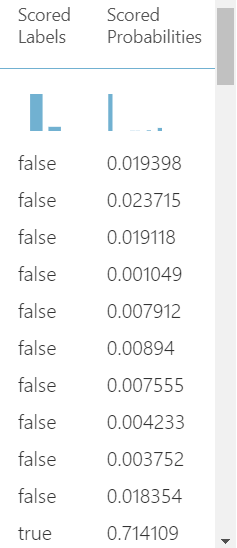 Scored Scored
Labels Probabilities
false 0.019398
false 0.023715
false 0.019118
false 0.001049
false 0.007912
false 0.00894
false 0.007555
false 0.004233
false 0.003752
false 0.018354
true 0.714109